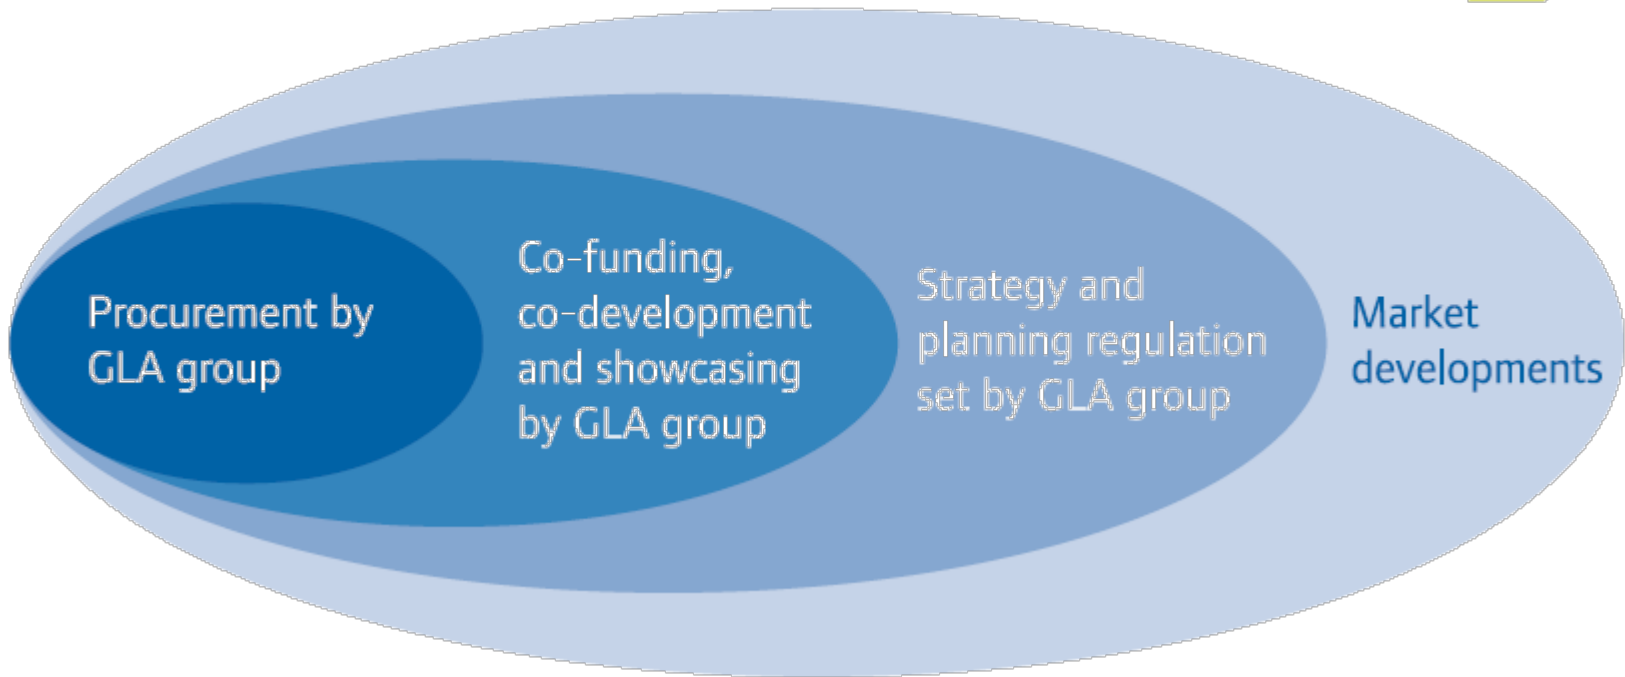 Procurement by
GLA group
Co-funding,
co-development
and showcasing
by GLA group
Strategy and
planning regulation
set by GLA group
Market
developments